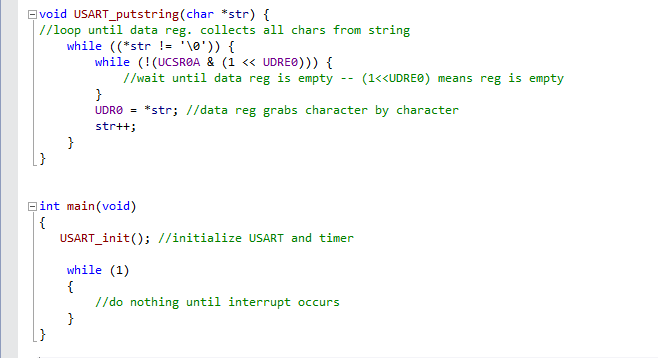 void USART_putstring(char *str) {
//loop until data reg. collects all chars from string
while ((*str != '\0')) {
while (!(UCSR0A & (1 << UDRE0))) {
//wait until data reg is empty -- (1<<UDRE0) means reg is empty
}
UDR0 = *str; //data reg grabs character by character
str++;
}
}
int main(void)
{
USART_init(); //initialize USART and timer
while (1)
{
//do nothing until interrupt occurs
}
}